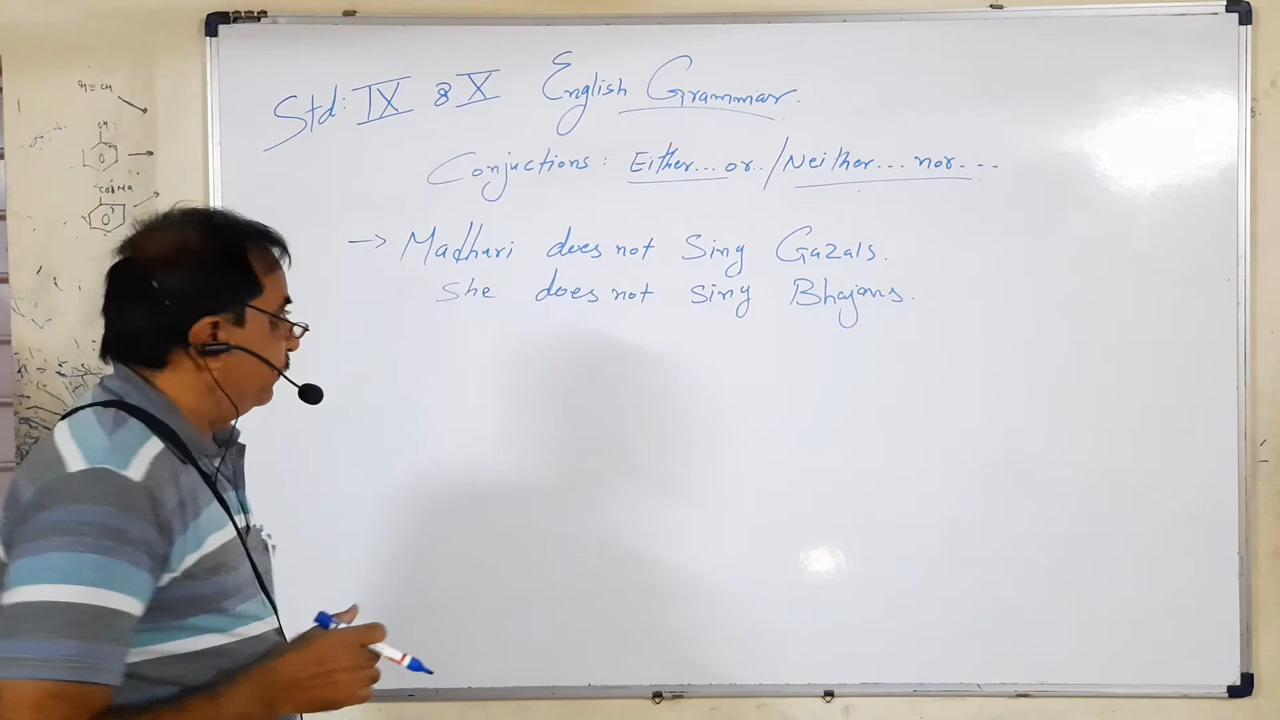 Std: IX & X English Grammar.
Conjuctions: Either... or../Neither... nor....
→ Madhuri does not Sing Gazals.
She does not sing Bhajans.